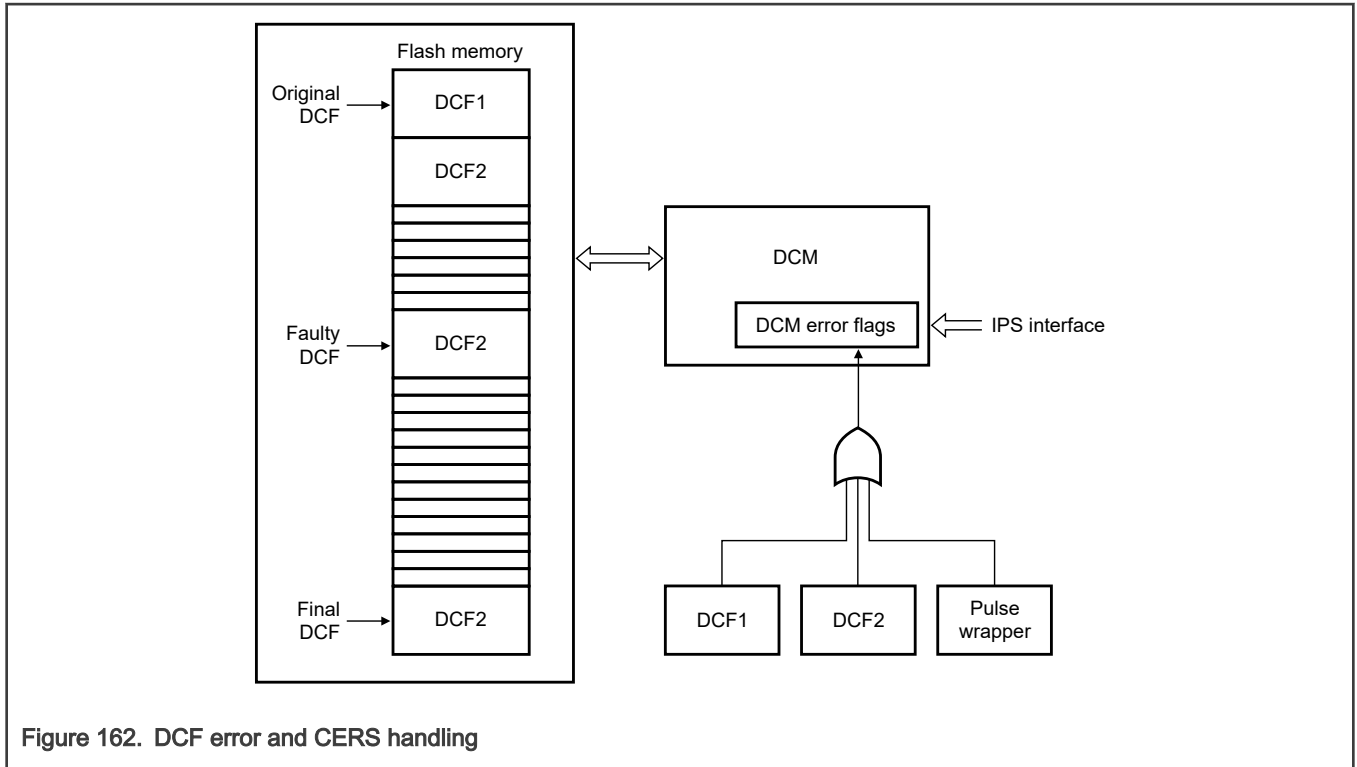 Flash memory
Original
DCF
DCF1
DCF2
Faulty
DCF
DCF2
Final
DCF
DCF2
DCM
DCM error flags
IPS interface
DCF1
DCF2
Pulse
wrapper
Figure 162. DCF error and CERS handling